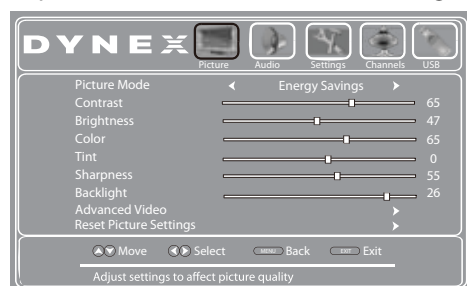 DYNEX
Picture Audio Settings Channels USB
Picture Mode Energy Savings
Contrast 65
Brightness 47
Color 65
Tint 0
Sharpness 55
Backlight 26
Advanced Video
Reset Picture Settings
Move Select MENU Back EXIT Exit
Adjust settings to affect picture quality